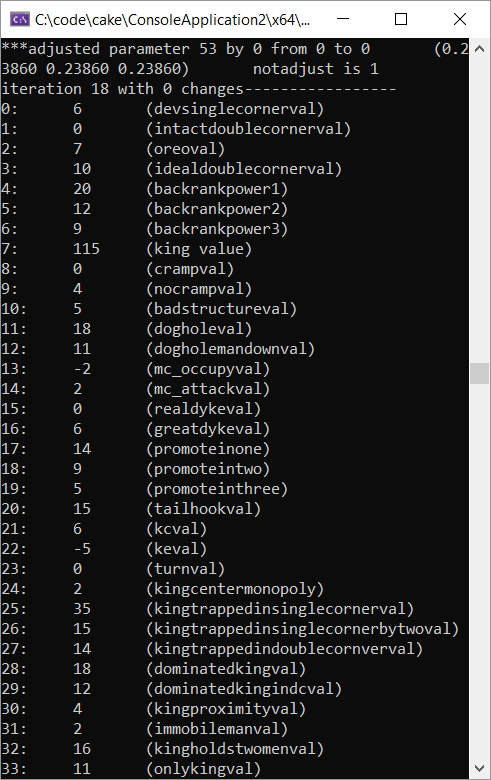 C:\code\cake\ConsoleApplication2\x64\...
***adjusted parameter 53 by 0 from 0 to 0 (0.2
3860 0.23860 0.23860) notadjust is 1
iteration 18 with 0 changes-----------------
0: 6 (devsinglecornerval)
1: 0 (intactdoublecornerval)
2: 7 (oreoval)
3: 10 (idealdoublecornerval)
4: 20 (backrankpower1)
5: 12 (backrankpower2)
6: 9 (backrankpower3)
7: 115 (king value)
8: 0 (crampval)
9: 4 (nocrampval)
10: 5 (badstructureval)
11: 18 (dogholeval)
12: 11 (dogholemandownval)
13: -2 (mc_occupyval)
14: 2 (mc_attackval)
15: 0 (realdykeval)
16: 6 (greatdykeval)
17: 14 (promoteinone)
18: 9 (promoteintwo)
19: 5 (promoteinthree)
20: 15 (tailhookval)
21: 6 (kcval)
22: -5 (keval)
23: 0 (turnval)
24: 2 (kingcentermonopoly)
25: 35 (kingtrappedinsinglecornerval)
26: 15 (kingtrappedinsinglecornerbytwoval)
27: 14 (kingtrappedindoublecornverval)
28: 18 (dominatedkingval)
29: 12 (dominatedkingindcval)
30: 4 (kingproximityval)
31: 2 (immobilemanval)
32: 16 (kingholdstwomenval)
33: 11 (onlykingval)